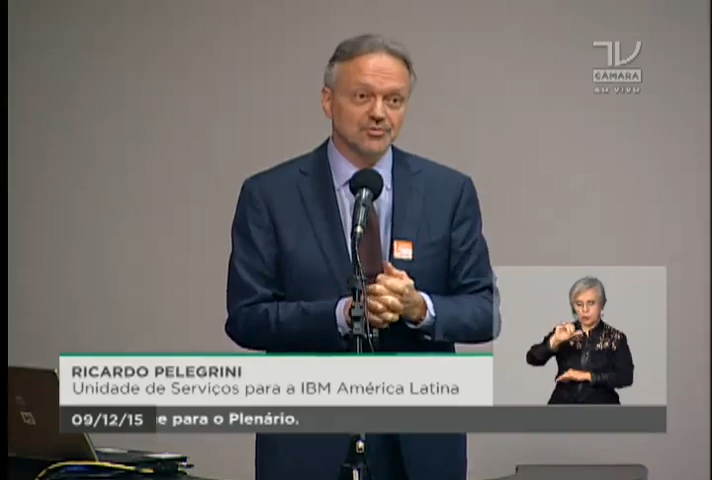 TV
CÂMARA
AO VIVO
RICARDO PELEGRINI
Unidade de Serviços para a IBM América Latina
09/12/15 e para o Plenário.